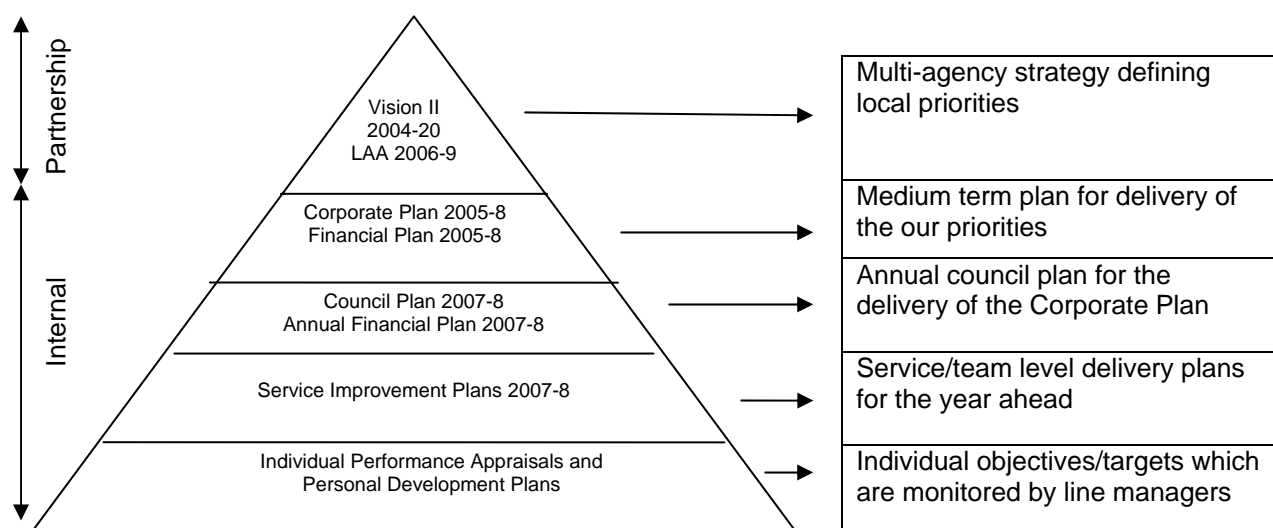 Partnership
Vision II
2004-20
LAA 2006-9
Multi-agency strategy defining
local priorities
Internal
Corporate Plan 2005-8
Financial Plan 2005-8
Medium term plan for delivery of
the our priorities
Council Plan 2007-8
Annual Financial Plan 2007-8
Annual council plan for the
delivery of the Corporate Plan
Service Improvement Plans 2007-8
Service/team level delivery plans
for the year ahead
Individual Performance Appraisals and
Personal Development Plans
Individual objectives/targets which
are monitored by line managers